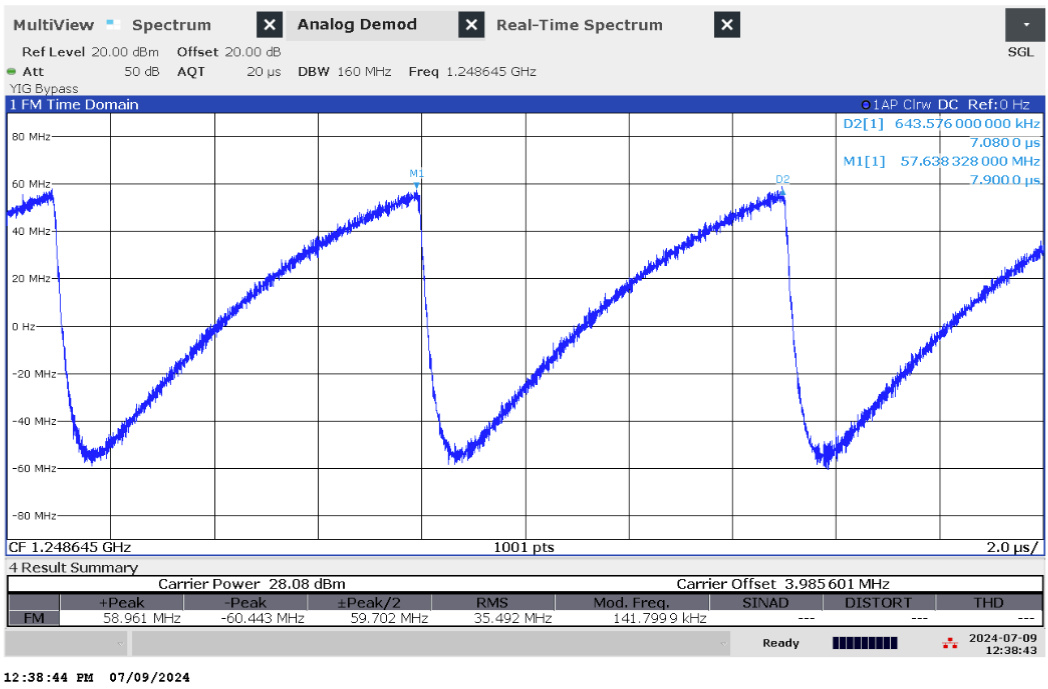 MultiView Spectrum Analog Demod Real-Time Spectrum
Ref Level 20.00 dBm Offset 20.00 dB SGL
Att 50 dB AQT 20 µs DBW 160 MHz Freq 1.248645 GHz
YIG Bypass
1 FM Time Domain 1AP Clrw DC Ref:0 Hz
D2[1] 643.576 000 000 kHz
7.080 0 µs
M1[1] 57.638 328 000 MHz
7.900 0 µs
80 MHz
M1
D2
60 MHz
40 MHz
20 MHz
0 Hz
-20 MHz
-40 MHz
-60 MHz
-80 MHz
CF 1.248645 GHz 1001 pts 2.0 µs/
4 Result Summary
Carrier Power 28.08 dBm Carrier Offset 3.985 601 MHz
+Peak -Peak ±Peak/2 RMS Mod. Freq. SINAD DISTORT THD
FM 58.961 MHz -60.443 MHz 59.702 MHz 35.492 MHz 141.799 9 kHz --- --- ---
Ready 2024-07-09
12:38:43
12:38:44 PM 07/09/2024